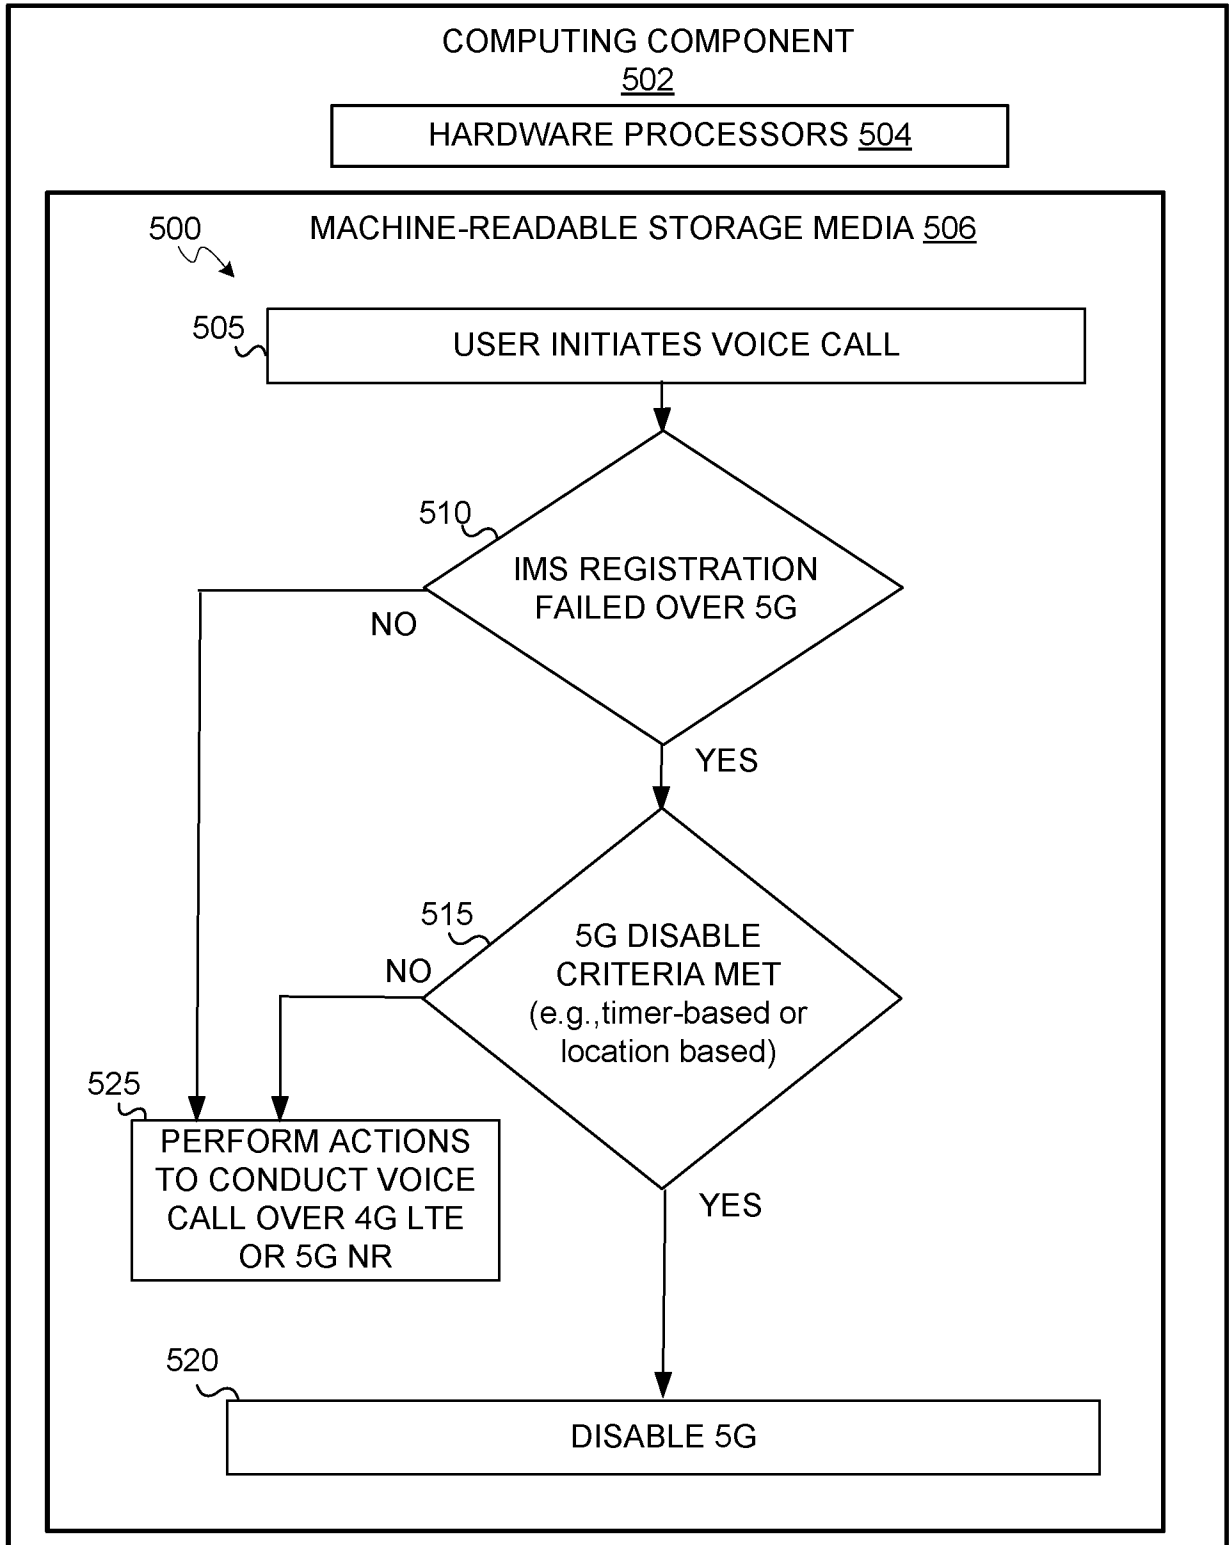 COMPUTING COMPONENT
502
HARDWARE PROCESSORS 504
500
MACHINE-READABLE STORAGE MEDIA 506
505
USER INITIATES VOICE CALL
510
IMS REGISTRATION
FAILED OVER 5G
NO
YES
515
5G DISABLE
CRITERIA MET
(e.g.,timer-based or
location based)
NO
525
PERFORM ACTIONS
TO CONDUCT VOICE
CALL OVER 4G LTE
OR 5G NR
YES
520
DISABLE 5G